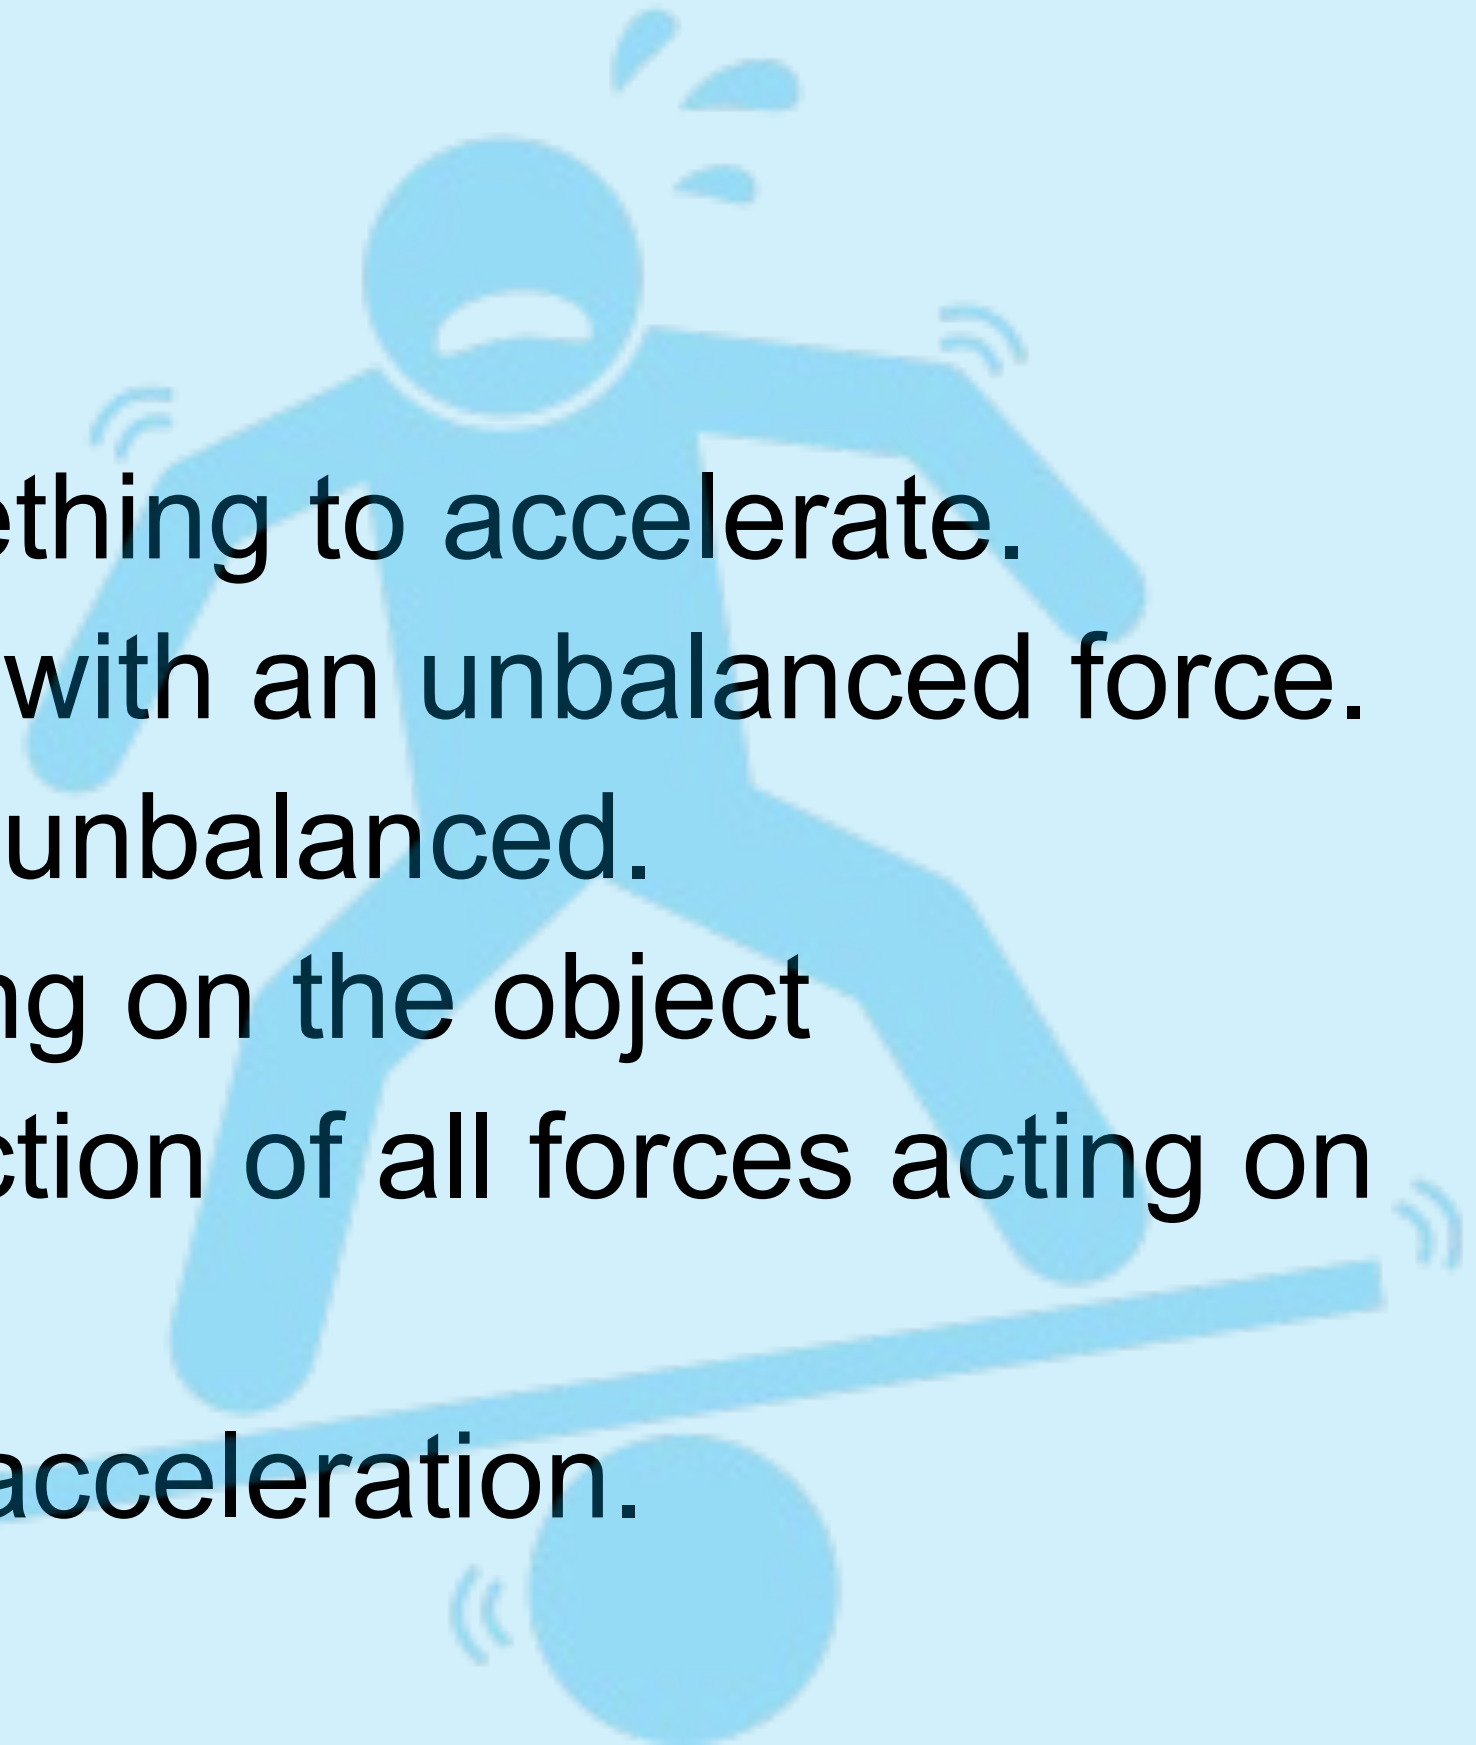 ething to accelerate.
with an unbalanced force.
unbalanced.
ng on the object
ction of all forces acting on
acceleration.